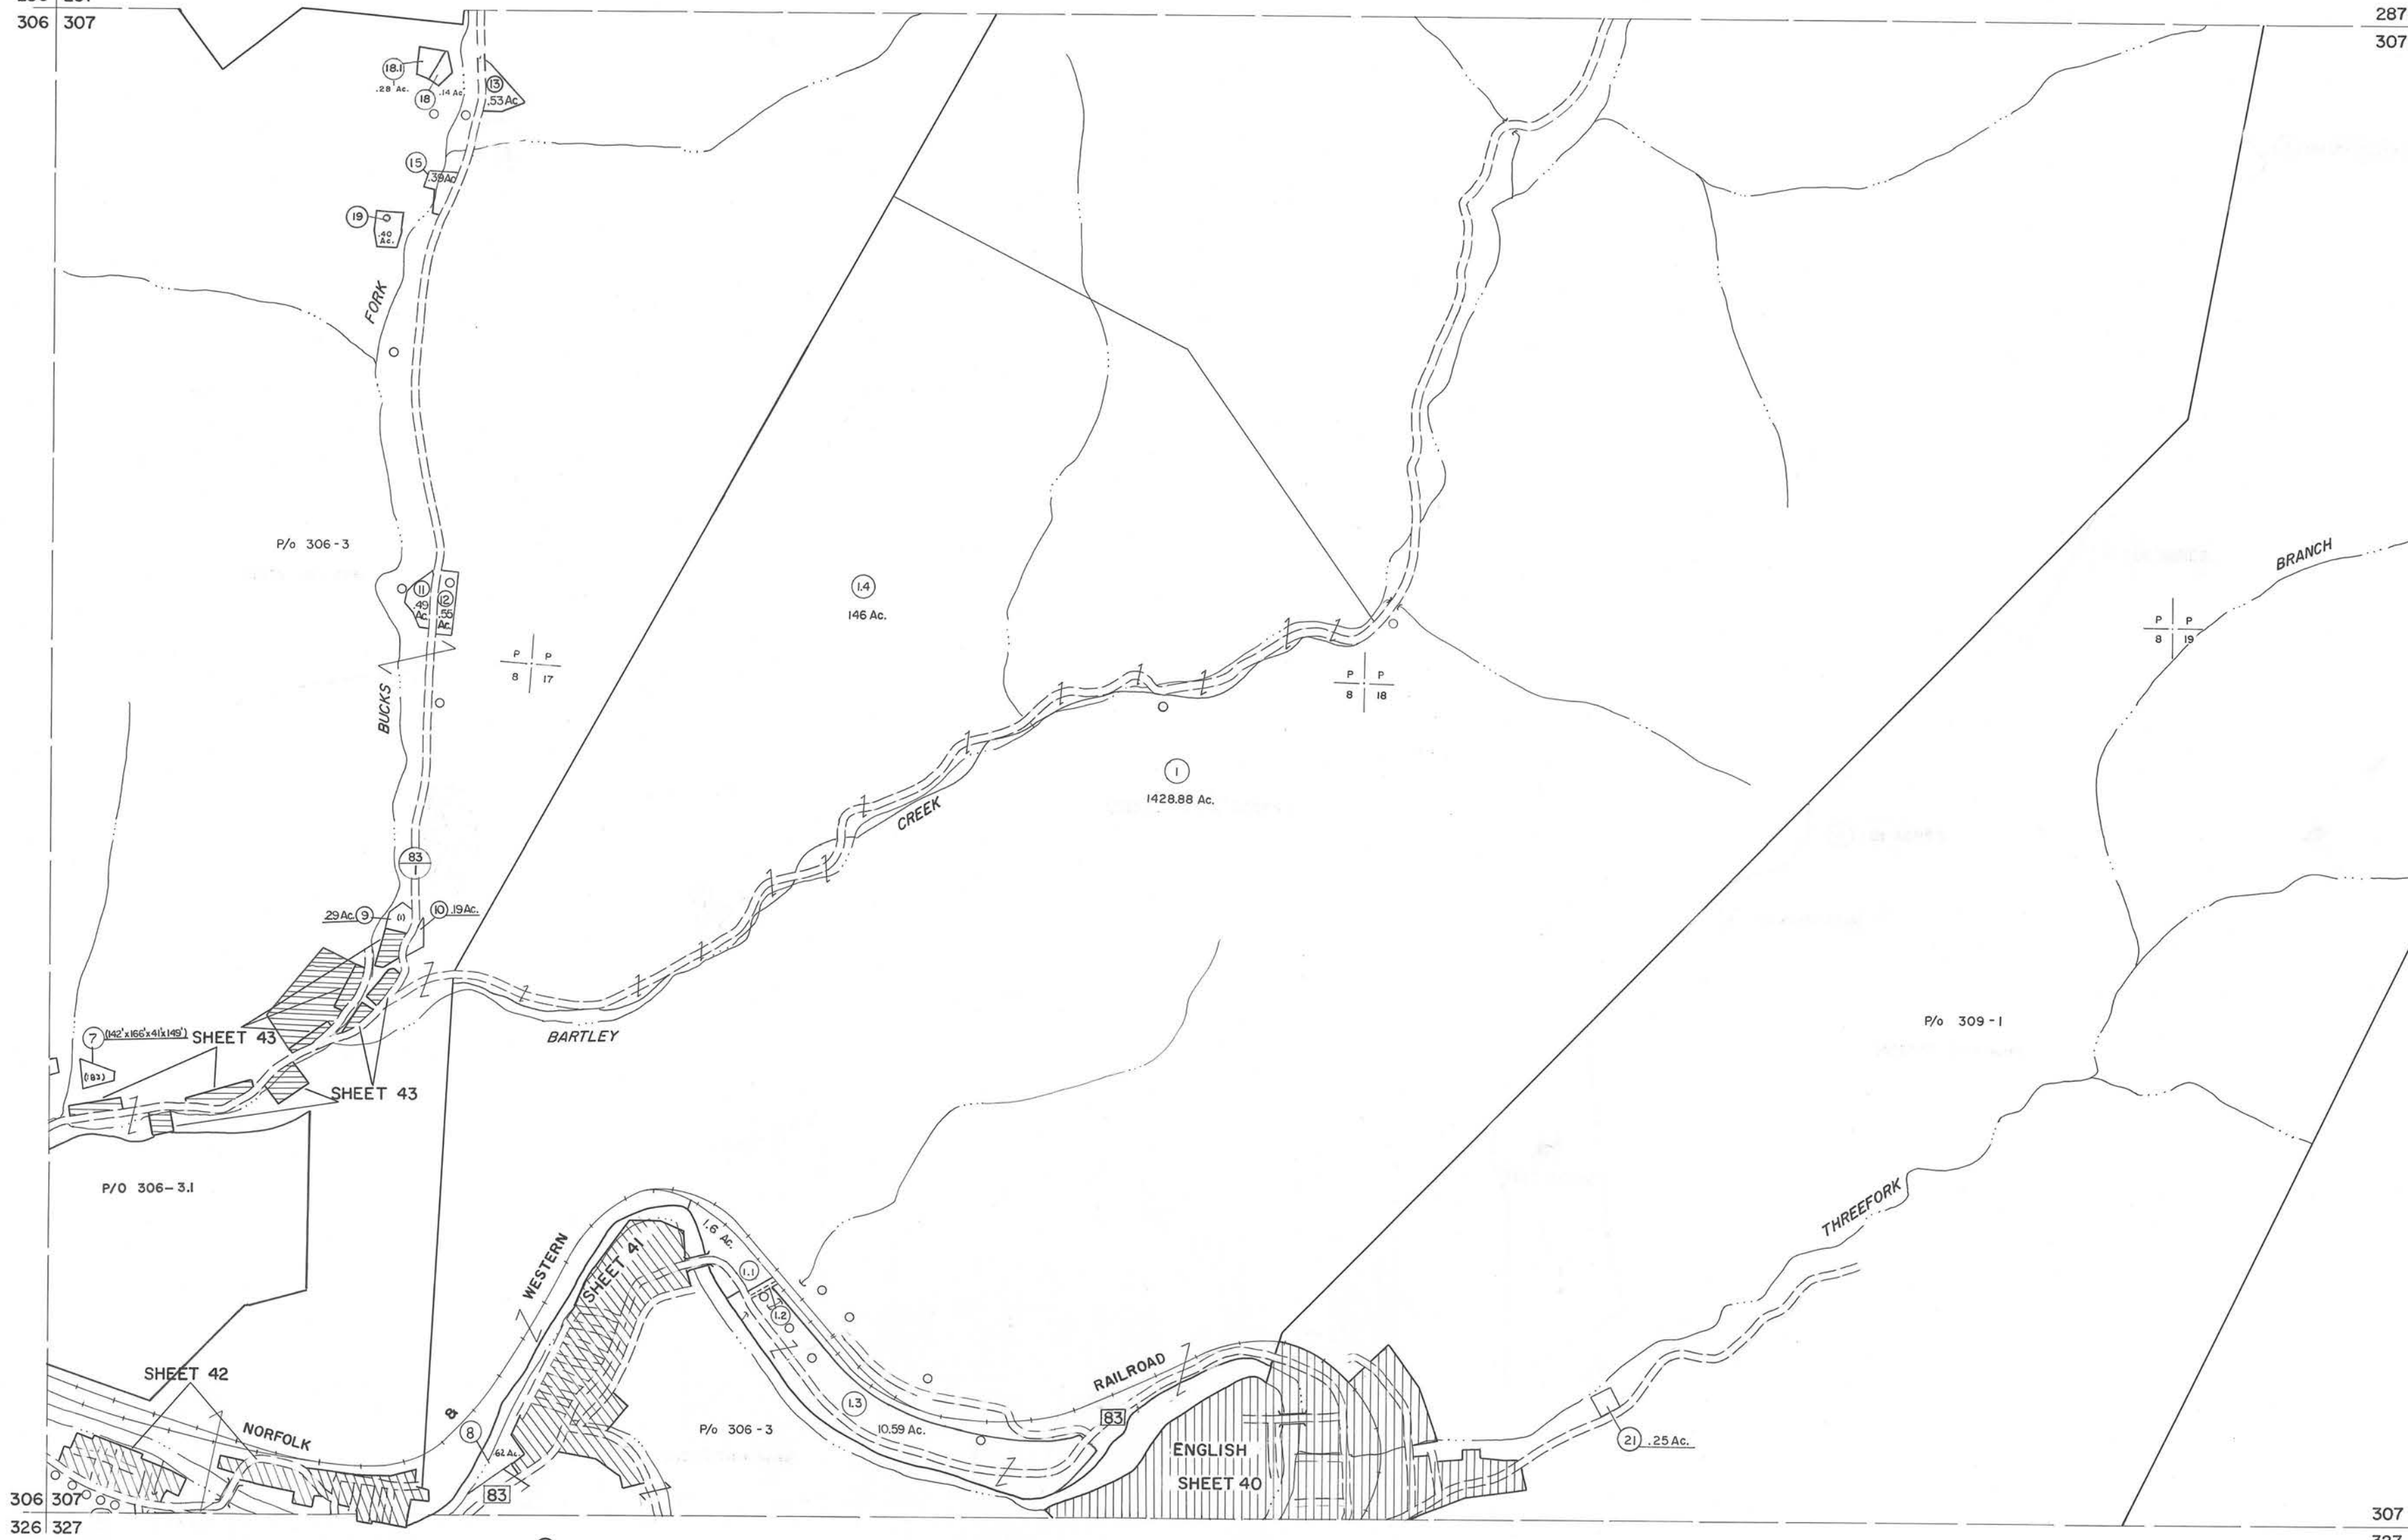 306 307
287
307
18.1
.28 Ac.
18
.14 Ac.
13
.53 Ac.
15
.39 Ac.
19
.40
Ac.
FORK
P/o 306-3
11
.49
Ac.
12
.55
Ac.
BUCKS
P P
8 17
1.4
146 Ac.
P P
8 18
P P
8 19
BRANCH
1
1428.88 Ac.
CREEK
83
1
.29 Ac. 9
(1)
10 .19 Ac.
BARTLEY
7 (142'x166'x41'x149')
SHEET 43
(182)
SHEET 43
P/o 309-1
P/O 306-3.1
THREEFORK
WESTERN
SHEET 41
1.6 Ac.
1.1
1.2
SHEET 42
NORFOLK
&
8
.62 Ac.
83
P/o 306-3
1.3
10.59 Ac.
RAILROAD
83
ENGLISH
SHEET 40
21 .25 Ac.
306 307
326 327
307